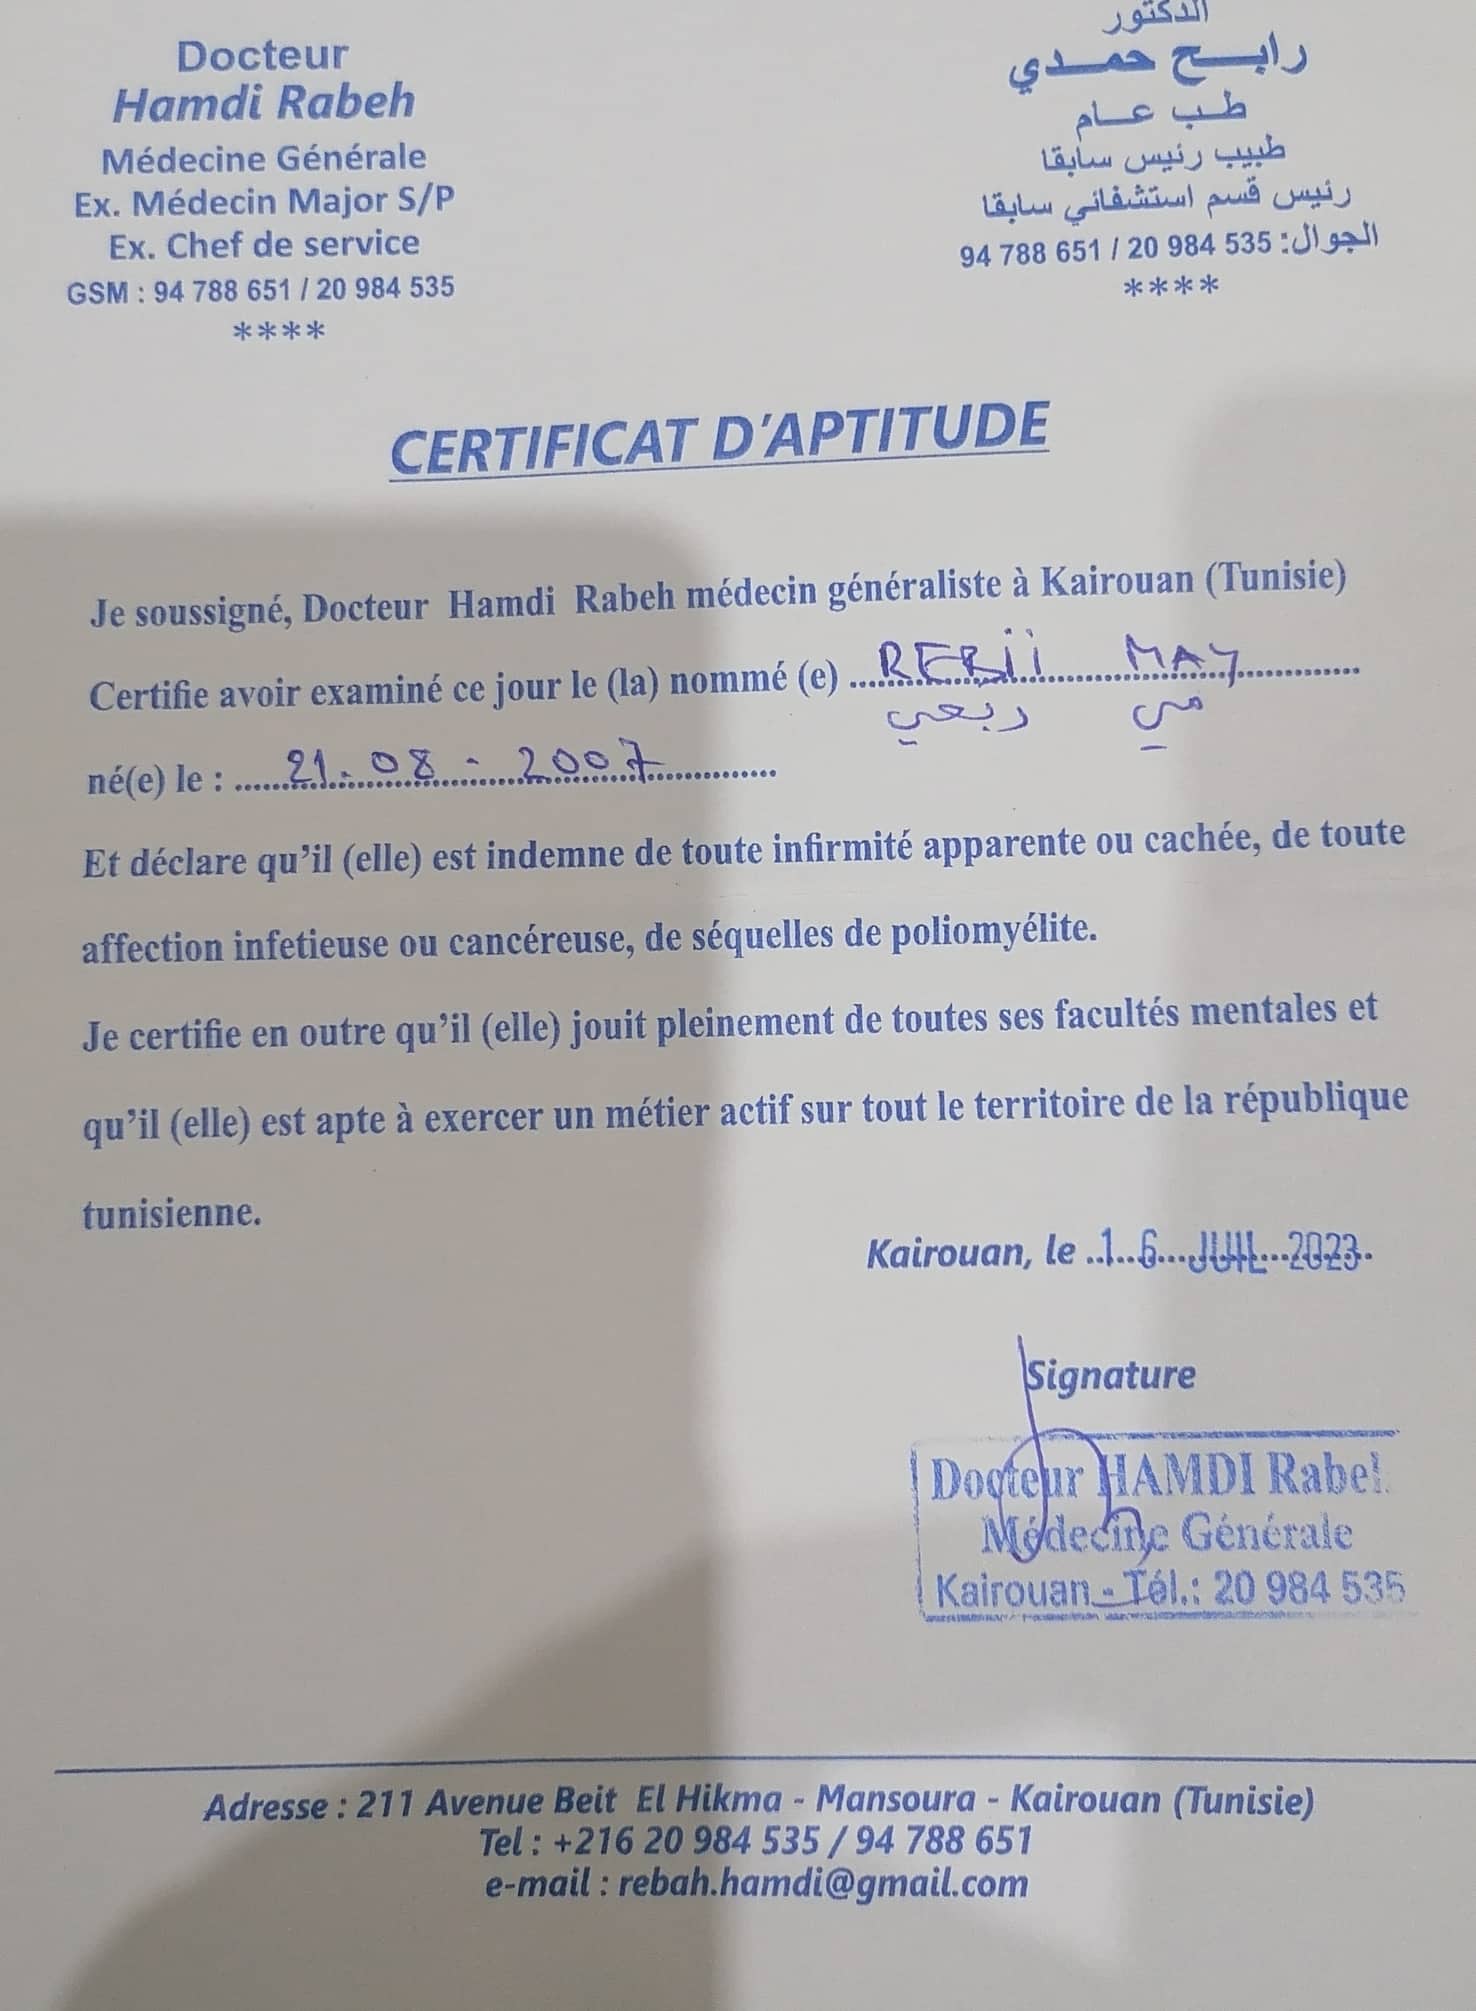 Docteur
Hamdi Rabeh
Médecine Générale
Ex. Médecin Major S/P
Ex. Chef de service
GSM : 94 788 651 / 20 984 535
****
الدكتور
رابح حمدي
طب عام
طبيب رئيس سابقا
رئيس قسم استشفائي سابقا
الجوال: 94 788 651 / 20 984 535
****
CERTIFICAT D'APTITUDE
Je soussigné, Docteur Hamdi Rabeh médecin généraliste à Kairouan (Tunisie)
Certifie avoir examiné ce jour le (la) nommé (e) REBII MAY
ربعي مي
né(e) le : 21-08-2007
Et déclare qu'il (elle) est indemne de toute infirmité apparente ou cachée, de toute
affection infetieuse ou cancéreuse, de séquelles de poliomyélite.
Je certifie en outre qu'il (elle) jouit pleinement de toutes ses facultés mentales et
qu'il (elle) est apte à exercer un métier actif sur tout le territoire de la république
tunisienne.
Kairouan, le 16 JUIL 2023
Signature
Docteur HAMDI Rabeh
Médecine Générale
Kairouan - Tél.: 20 984 535
Adresse : 211 Avenue Beit El Hikma - Mansoura - Kairouan (Tunisie)
Tel : +216 20 984 535 / 94 788 651
e-mail : rebah.hamdi@gmail.com